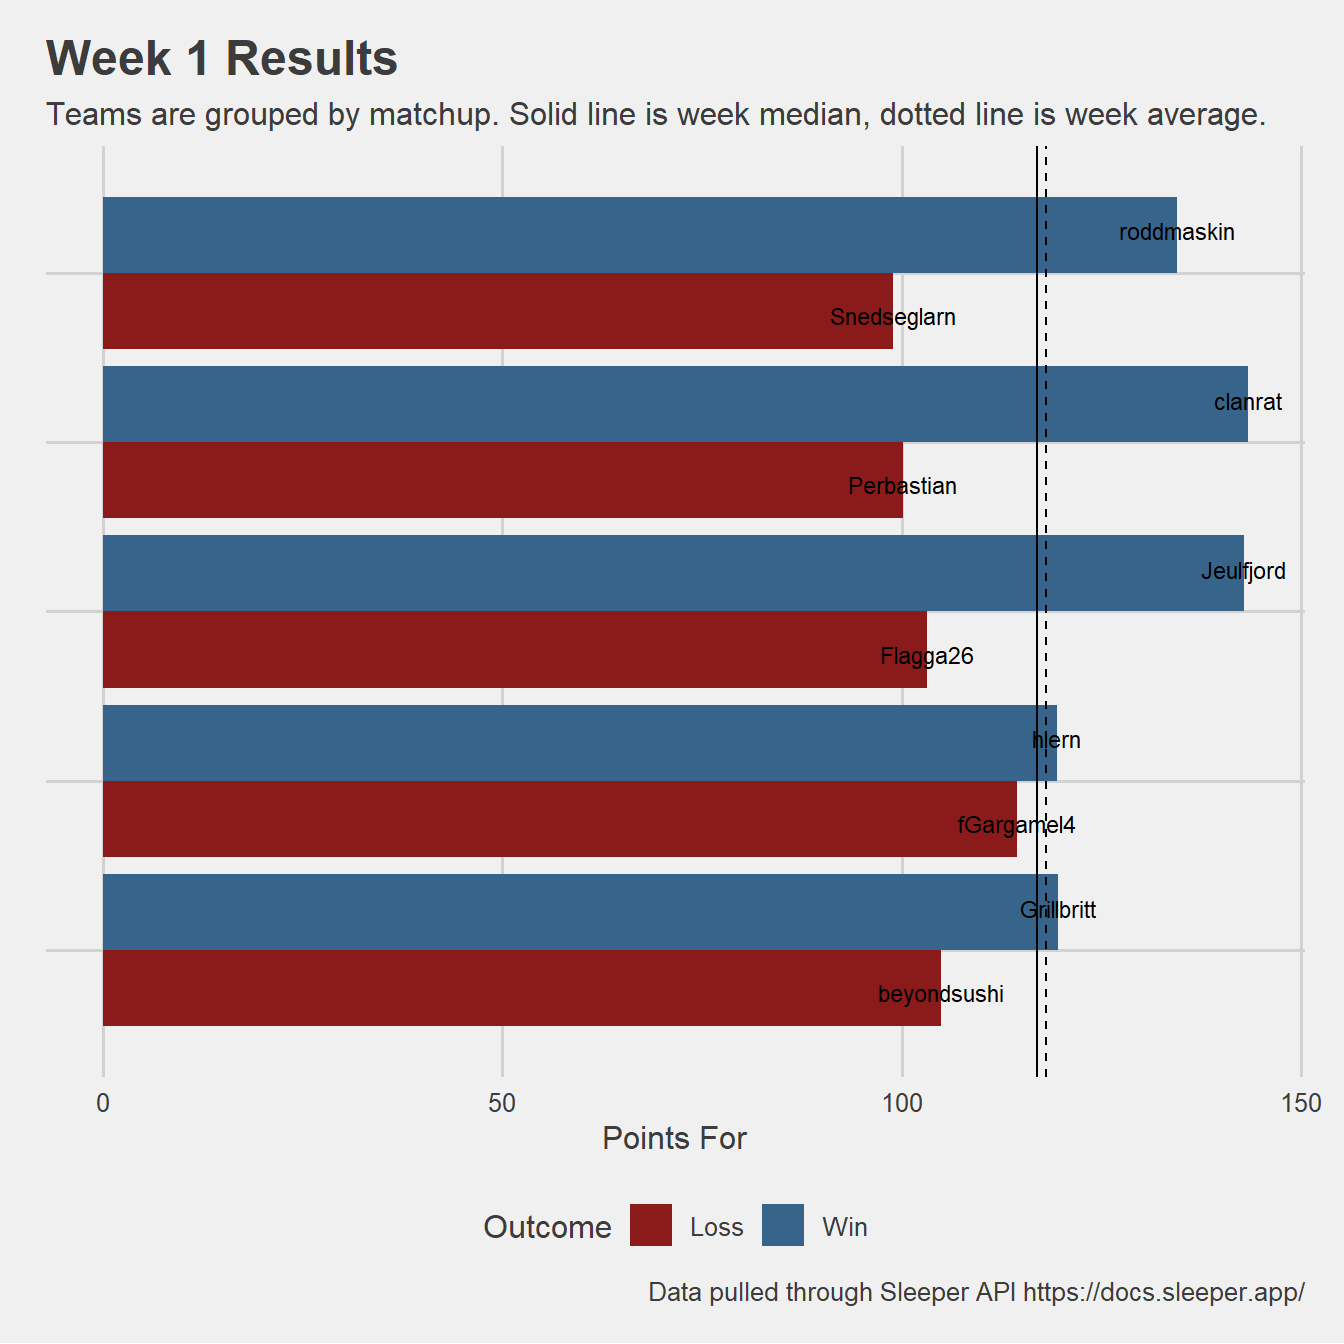 Week 1 Results
Teams are grouped by matchup. Solid line is week median, dotted line is week average.
roddmaskin
Snedseglarn
clanrat
Perbastian
Jeulfjord
Flagga26
hlern
fGargamel4
Grillbritt
beyondsushi
0 50 100 150
Points For
Outcome Loss Win
Data pulled through Sleeper API https://docs.sleeper.app/